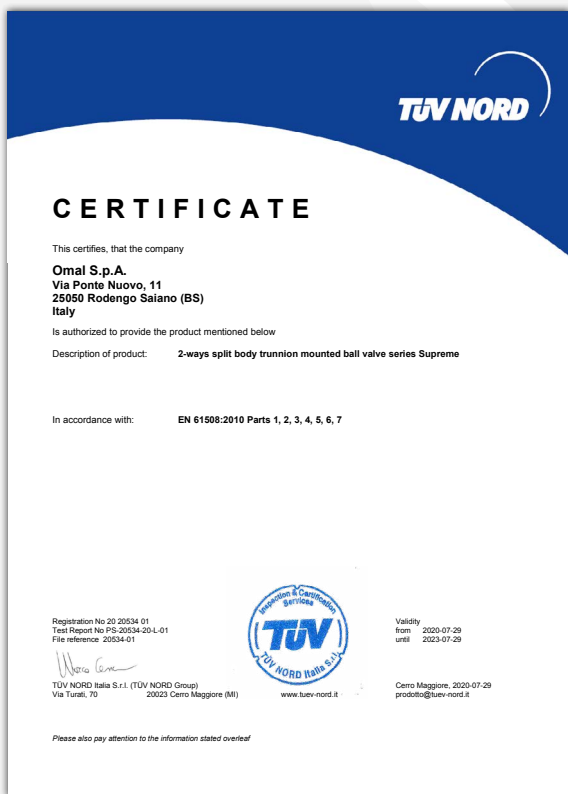 TÜV NORD
CERTIFICATE
This certifies, that the company
Omal S.p.A.
Via Ponte Nuovo, 11
25050 Rodengo Saiano (BS)
Italy
Is authorized to provide the product mentioned below
Description of product: 2-ways split body trunnion mounted ball valve series Supreme
In accordance with: EN 61508:2010 Parts 1, 2, 3, 4, 5, 6, 7
Registration No 20 20534 01
Test Report No PS-20534-20-L-01
File reference 20534-01
Inspection & Certification
Services
TÜV
TÜV NORD Italia S.r.l.
Validity
from 2020-07-29
until 2023-07-29
TÜV NORD Italia S.r.l. (TÜV NORD Group)
Via Turati, 70 20023 Cerro Maggiore (MI) www.tuev-nord.it
Cerro Maggiore, 2020-07-29
prodotto@tuev-nord.it
Please also pay attention to the information stated overleaf